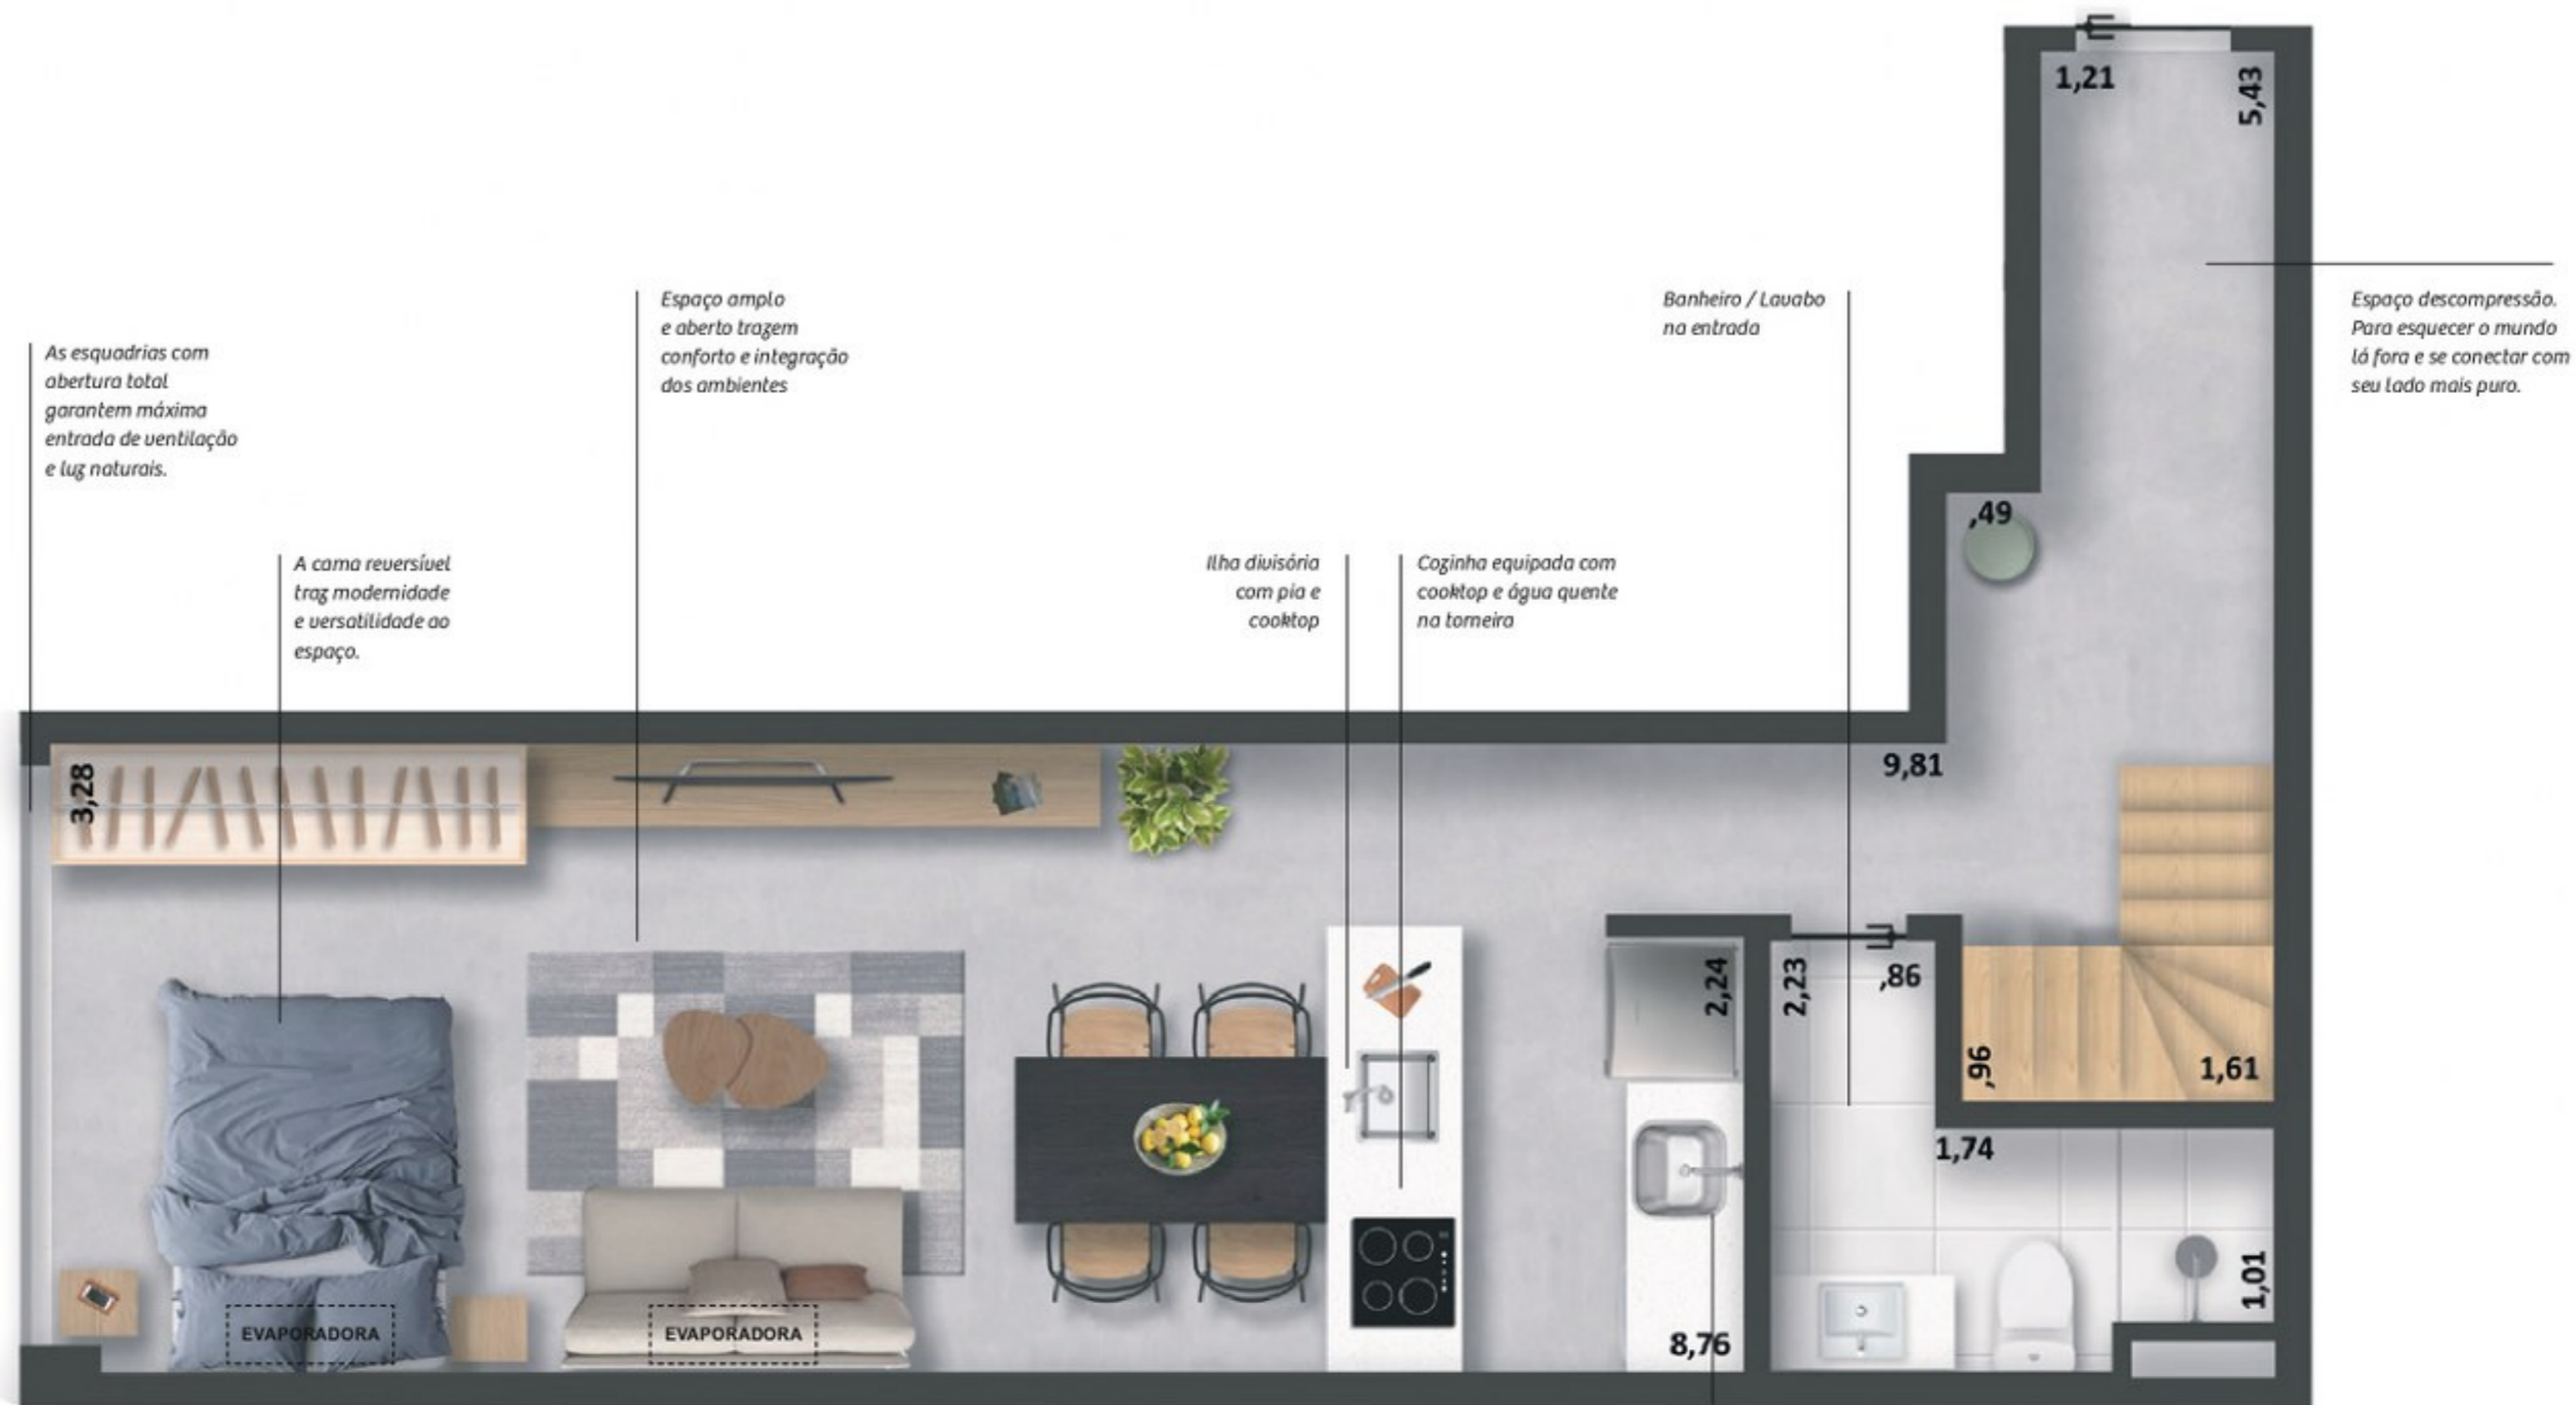 1,21
5,43
As esquadrias com
abertura total
garantem máxima
entrada de ventilação
e luz naturais.
A cama reversível
traz modernidade
e versatilidade ao
espaço.
Espaço amplo
e aberto trazem
conforto e integração
dos ambientes
Ilha divisória
com pia e
cooktop
Cozinha equipada com
cooktop e água quente
na torneira
Banheiro / Lavabo
na entrada
Espaço descompressão.
Para esquecer o mundo
lá fora e se conectar com
seu lado mais puro.
,49
3,28
9,81
2,24
2,23
,86
,96
1,61
1,74
1,01
EVAPORADORA
EVAPORADORA
8,76